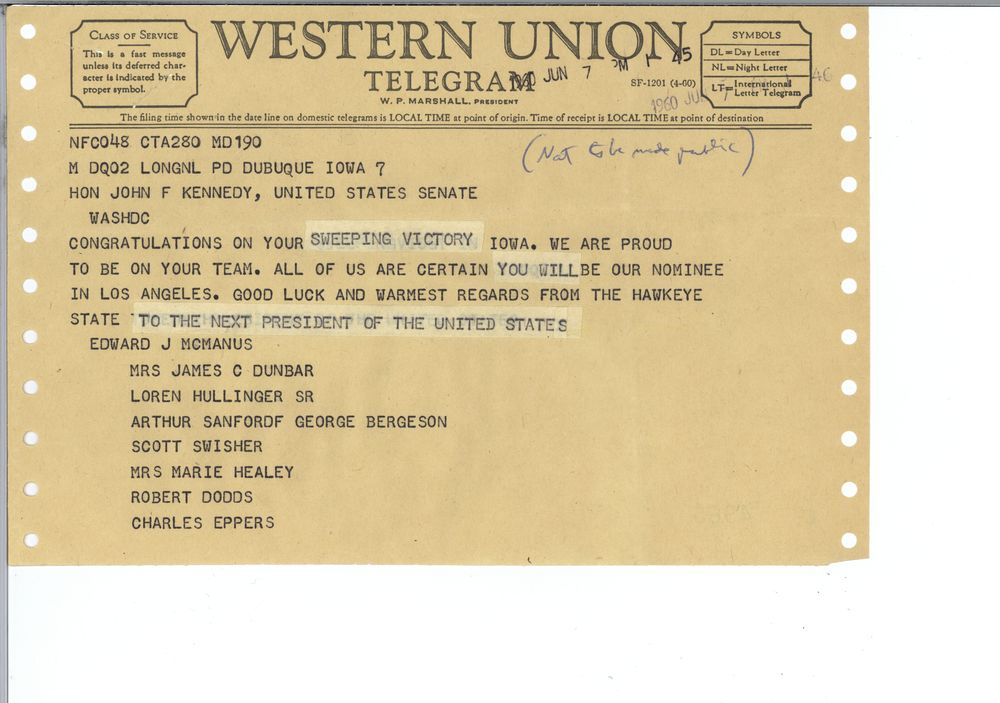 CLASS OF SERVICE
This is a fast message
unless its deferred char-
acter is indicated by the
proper symbol.
WESTERN UNION
TELEGRAM
W. P. MARSHALL, PRESIDENT
1960 JUN 7 PM 1 45
SF-1201 (4-60)
1960 JU 46
SYMBOLS
DL=Day Letter
NL=Night Letter
LT=International Letter Telegram
The filing time shown in the date line on domestic telegrams is LOCAL TIME at point of origin. Time of receipt is LOCAL TIME at point of destination
NFC048 CTA280 MD190
(Not to be made public)
M DQ02 LONGNL PD DUBUQUE IOWA 7
HON JOHN F KENNEDY, UNITED STATES SENATE
WASHDC
CONGRATULATIONS ON YOUR SWEEPING VICTORY IOWA. WE ARE PROUD
TO BE ON YOUR TEAM. ALL OF US ARE CERTAIN YOU WILLBE OUR NOMINEE
IN LOS ANGELES. GOOD LUCK AND WARMEST REGARDS FROM THE HAWKEYE
STATE TO THE NEXT PRESIDENT OF THE UNITED STATES
EDWARD J MCMANUS
MRS JAMES C DUNBAR
LOREN HULLINGER SR
ARTHUR SANFORDF GEORGE BERGESON
SCOTT SWISHER
MRS MARIE HEALEY
ROBERT DODDS
CHARLES EPPERS